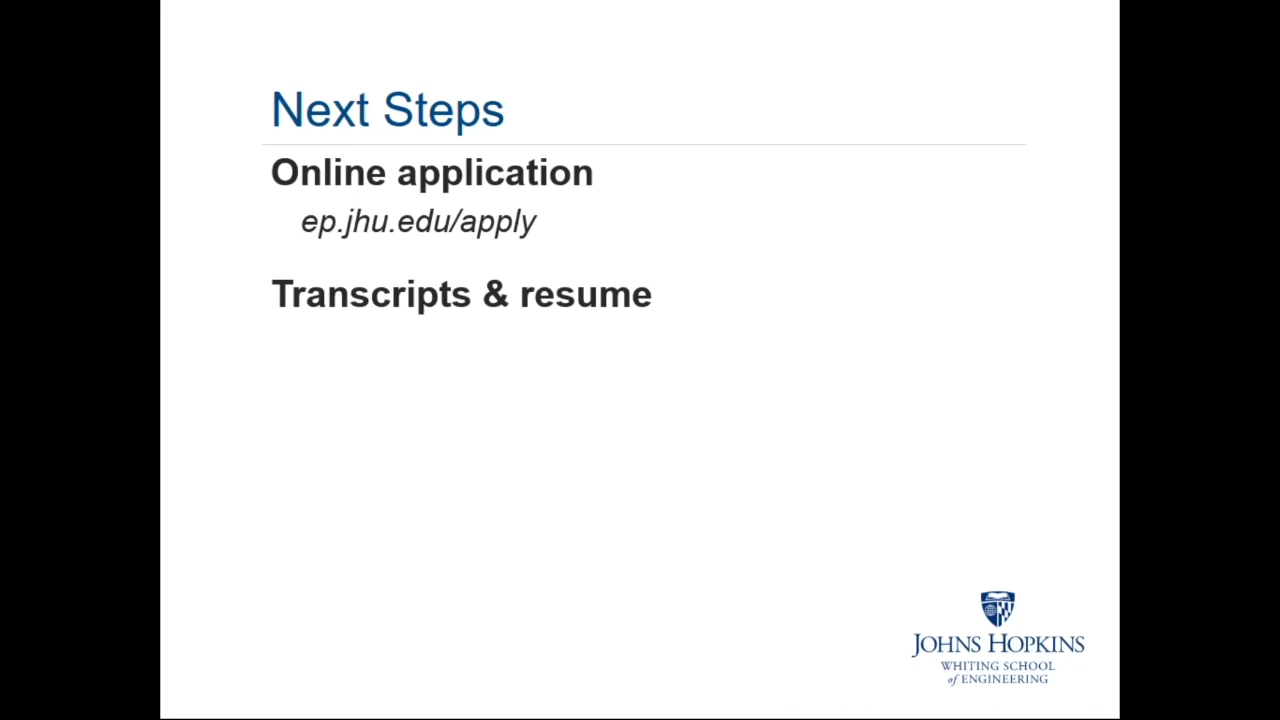 Next Steps
Online application
ep.jhu.edu/apply
Transcripts & resume
JOHNS HOPKINS
WHITING SCHOOL
of ENGINEERING